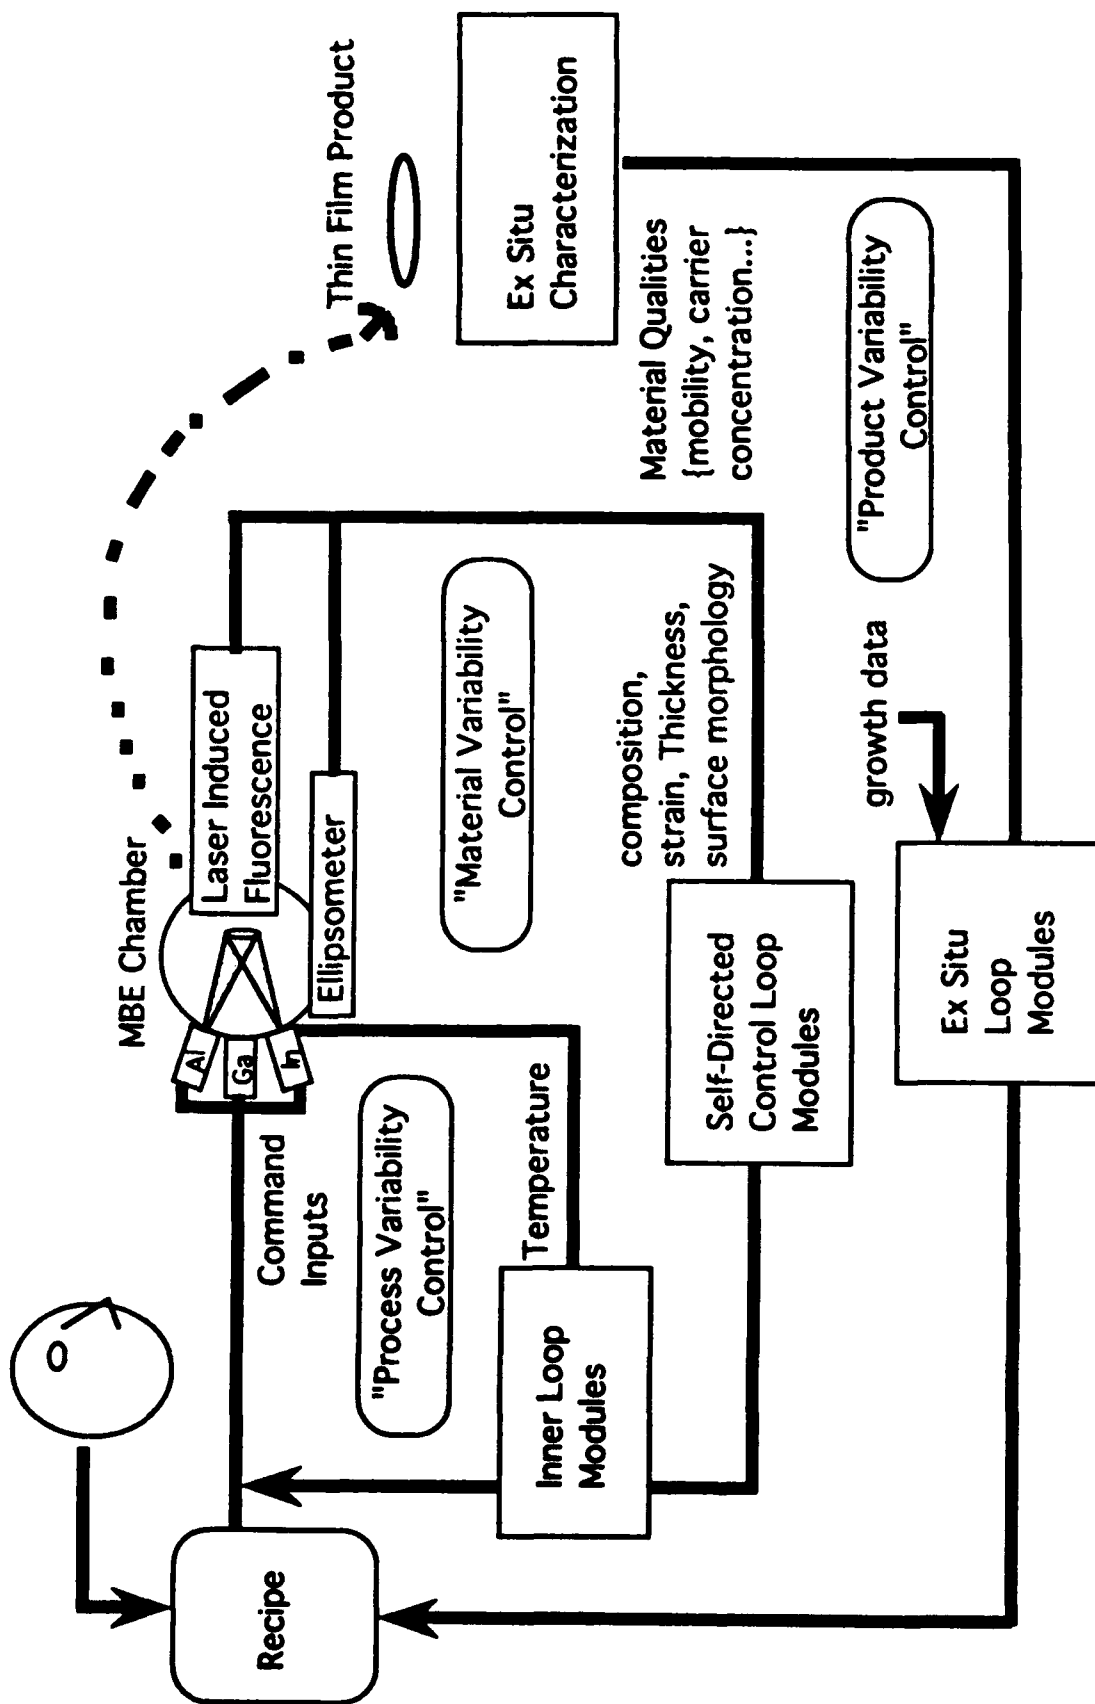 Thin Film Product
MBE Chamber
Laser Induced
Fluorescence
Ellipsometer
Al
Ga
In
Command
Inputs
Recipe
"Process Variability
Control"
"Material Variability
Control"
Ex Situ
Characterization
Temperature
Inner Loop
Modules
composition,
strain, Thickness,
surface morphology
Material Qualities
{mobility, carrier
concentration...}
Self-Directed
Control Loop
Modules
"Product Variability
Control"
growth data
Ex Situ
Loop
Modules